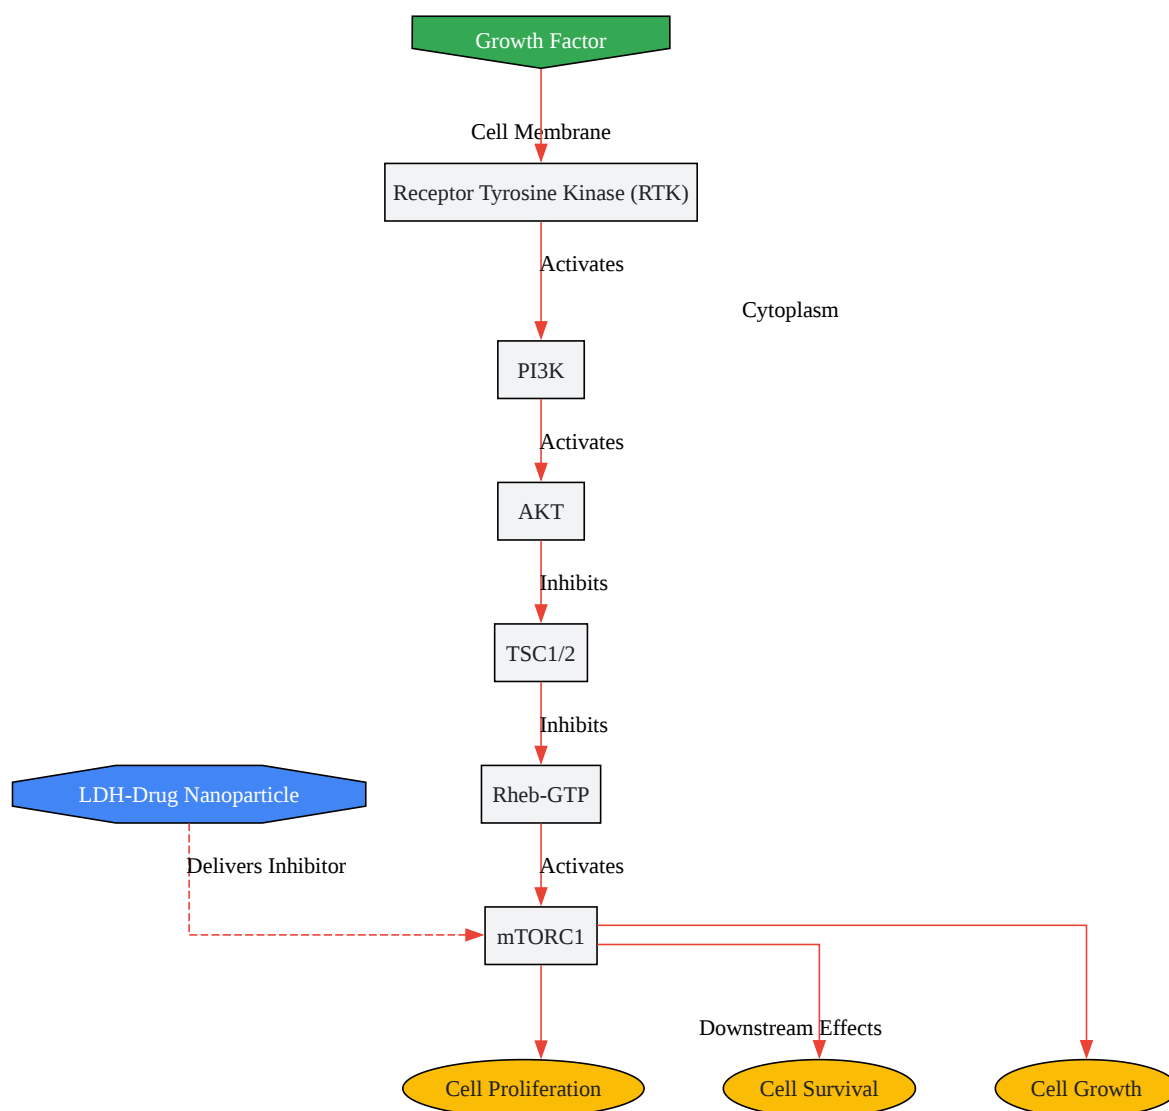 Growth Factor
Cell Membrane
Receptor Tyrosine Kinase (RTK)
Activates
Cytoplasm
PI3K
Activates
AKT
Inhibits
TSC1/2
Inhibits
LDH-Drug Nanoparticle
Rheb-GTP
Delivers Inhibitor
Activates
mTORC1
Downstream Effects
Cell Proliferation
Cell Survival
Cell Growth